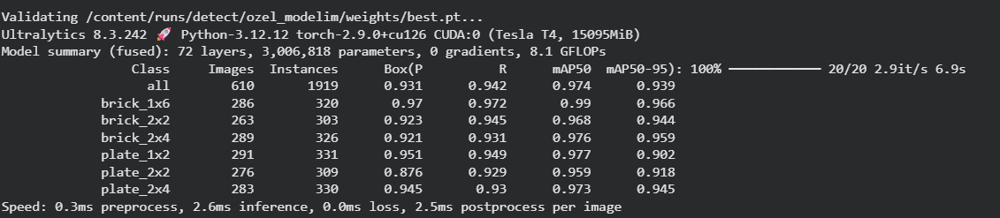 Validating /content/runs/detect/ozel_modelim/weights/best.pt...
Ultralytics 8.3.242 🚀 Python-3.12.12 torch-2.9.0+cu126 CUDA:0 (Tesla T4, 15095MiB)
Model summary (fused): 72 layers, 3,006,818 parameters, 0 gradients, 8.1 GFLOPs
Class Images Instances Box(P R mAP50 mAP50-95): 100% ━━━━━━━━━━━━ 20/20 2.9it/s 6.9s
all 610 1919 0.931 0.942 0.974 0.939
brick_1x6 286 320 0.97 0.972 0.99 0.966
brick_2x2 263 303 0.923 0.945 0.968 0.944
brick_2x4 289 326 0.921 0.931 0.976 0.959
plate_1x2 291 331 0.951 0.949 0.977 0.902
plate_2x2 276 309 0.876 0.929 0.959 0.918
plate_2x4 283 330 0.945 0.93 0.973 0.945
Speed: 0.3ms preprocess, 2.6ms inference, 0.0ms loss, 2.5ms postprocess per image